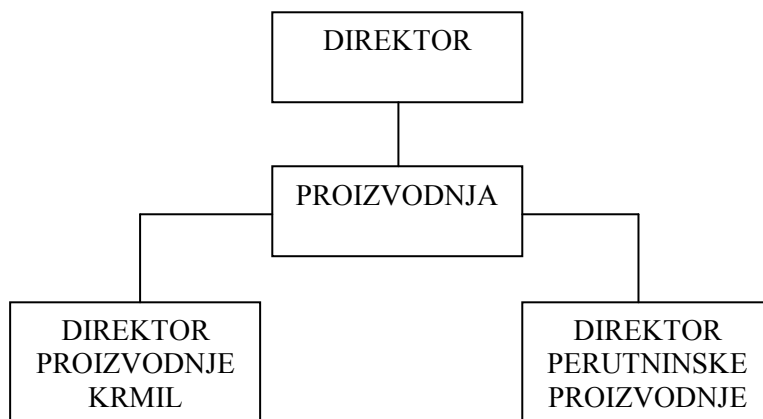 DIREKTOR
PROIZVODNJA
DIREKTOR
PROIZVODNJE
KRMIL
DIREKTOR
PERUTNINSKE
PROIZVODNJE